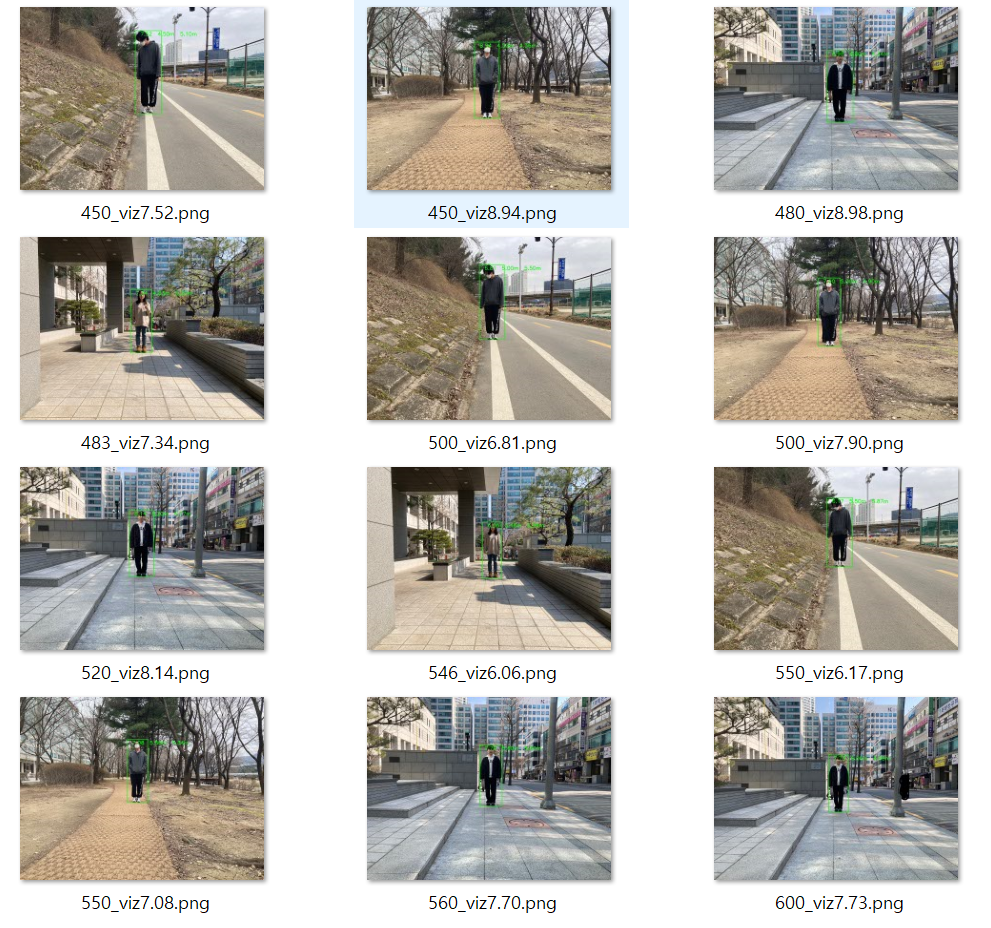 450_viz7.52.png
450_viz8.94.png
480_viz8.98.png
483_viz7.34.png
500_viz6.81.png
500_viz7.90.png
520_viz8.14.png
546_viz6.06.png
550_viz6.17.png
550_viz7.08.png
560_viz7.70.png
600_viz7.73.png